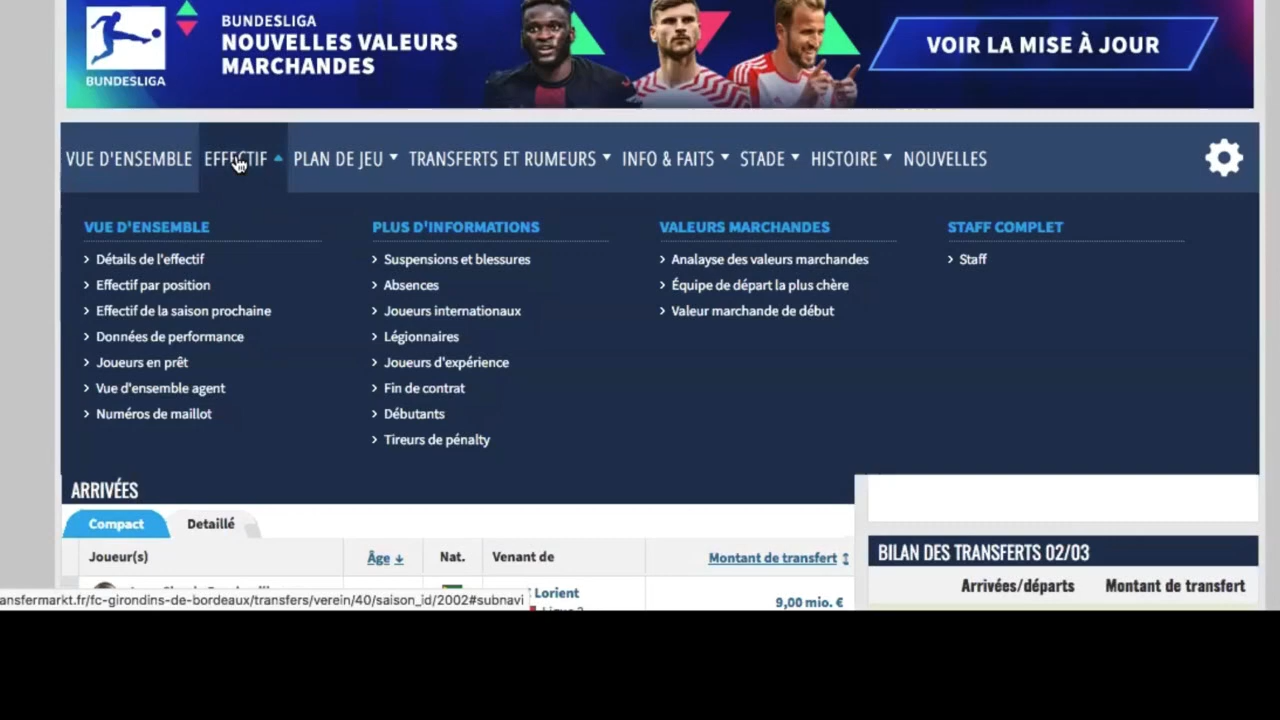 BUNDESLIGA
BUNDESLIGA
NOUVELLES VALEURS
MARCHANDES
VOIR LA MISE À JOUR
VUE D'ENSEMBLE EFFECTIF PLAN DE JEU TRANSFERTS ET RUMEURS INFO & FAITS STADE HISTOIRE NOUVELLES
VUE D'ENSEMBLE
Détails de l'effectif
Effectif par position
Effectif de la saison prochaine
Données de performance
Joueurs en prêt
Vue d'ensemble agent
Numéros de maillot
PLUS D'INFORMATIONS
Suspensions et blessures
Absences
Joueurs internationaux
Légionnaires
Joueurs d'expérience
Fin de contrat
Débutants
Tireurs de pénalty
VALEURS MARCHANDES
Analayse des valeurs marchandes
Équipe de départ la plus chère
Valeur marchande de début
STAFF COMPLET
Staff
ARRIVÉES
Compact Detaillé
Joueur(s) Âge Nat. Venant de Montant de transfert
Lorient
9,00 mio. €
BILAN DES TRANSFERTS 02/03
Arrivées/départs Montant de transfert
ansfermarkt.fr/fc-girondins-de-bordeaux/transfers/verein/40/saison_id/2002#subnavi